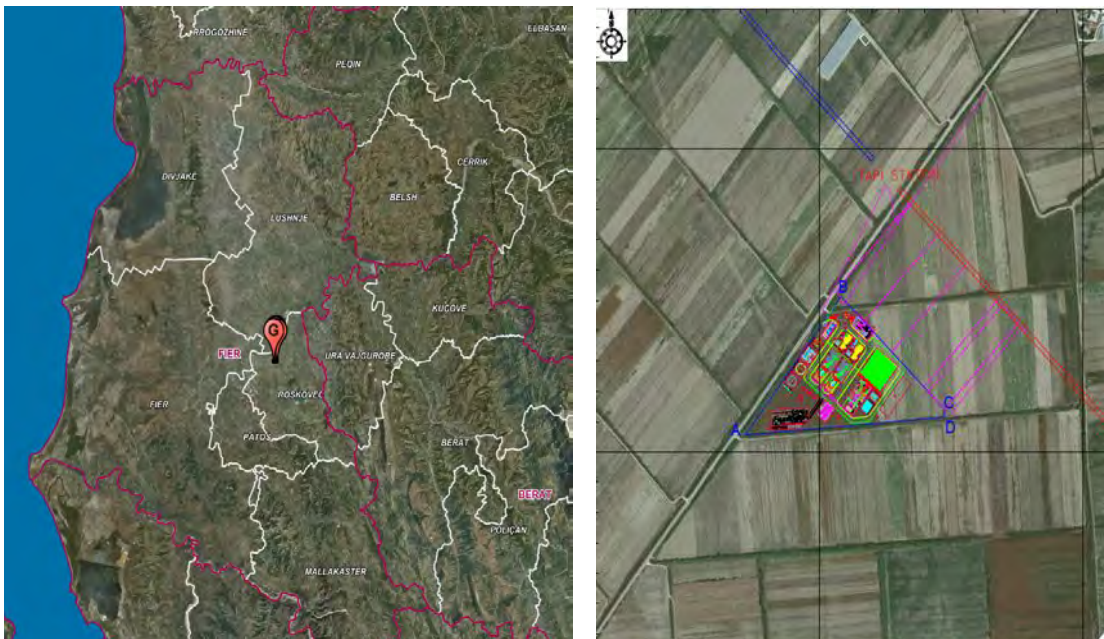 RROGOZHINE
ELBASAN
PEQIN
CERRIK
DIVJAKE
BELSH
LUSHNJE
KUÇOVE
G
FIER
URA VAJGURORE
FIER
ROSKOVEC
PATOS
BERAT
BERAT
POLIÇAN
MALLAKASTER
TAPI STATION
B
C
A
D